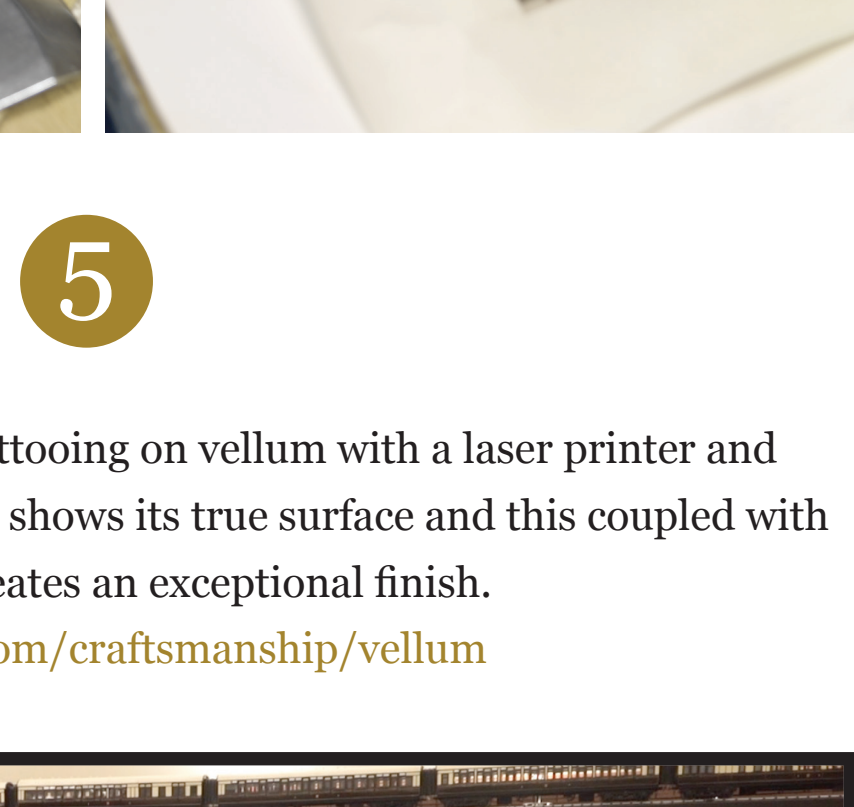 5
ttooing on vellum with a laser printer and
shows its true surface and this coupled with
eates an exceptional finish.
om/craftsmanship/vellum